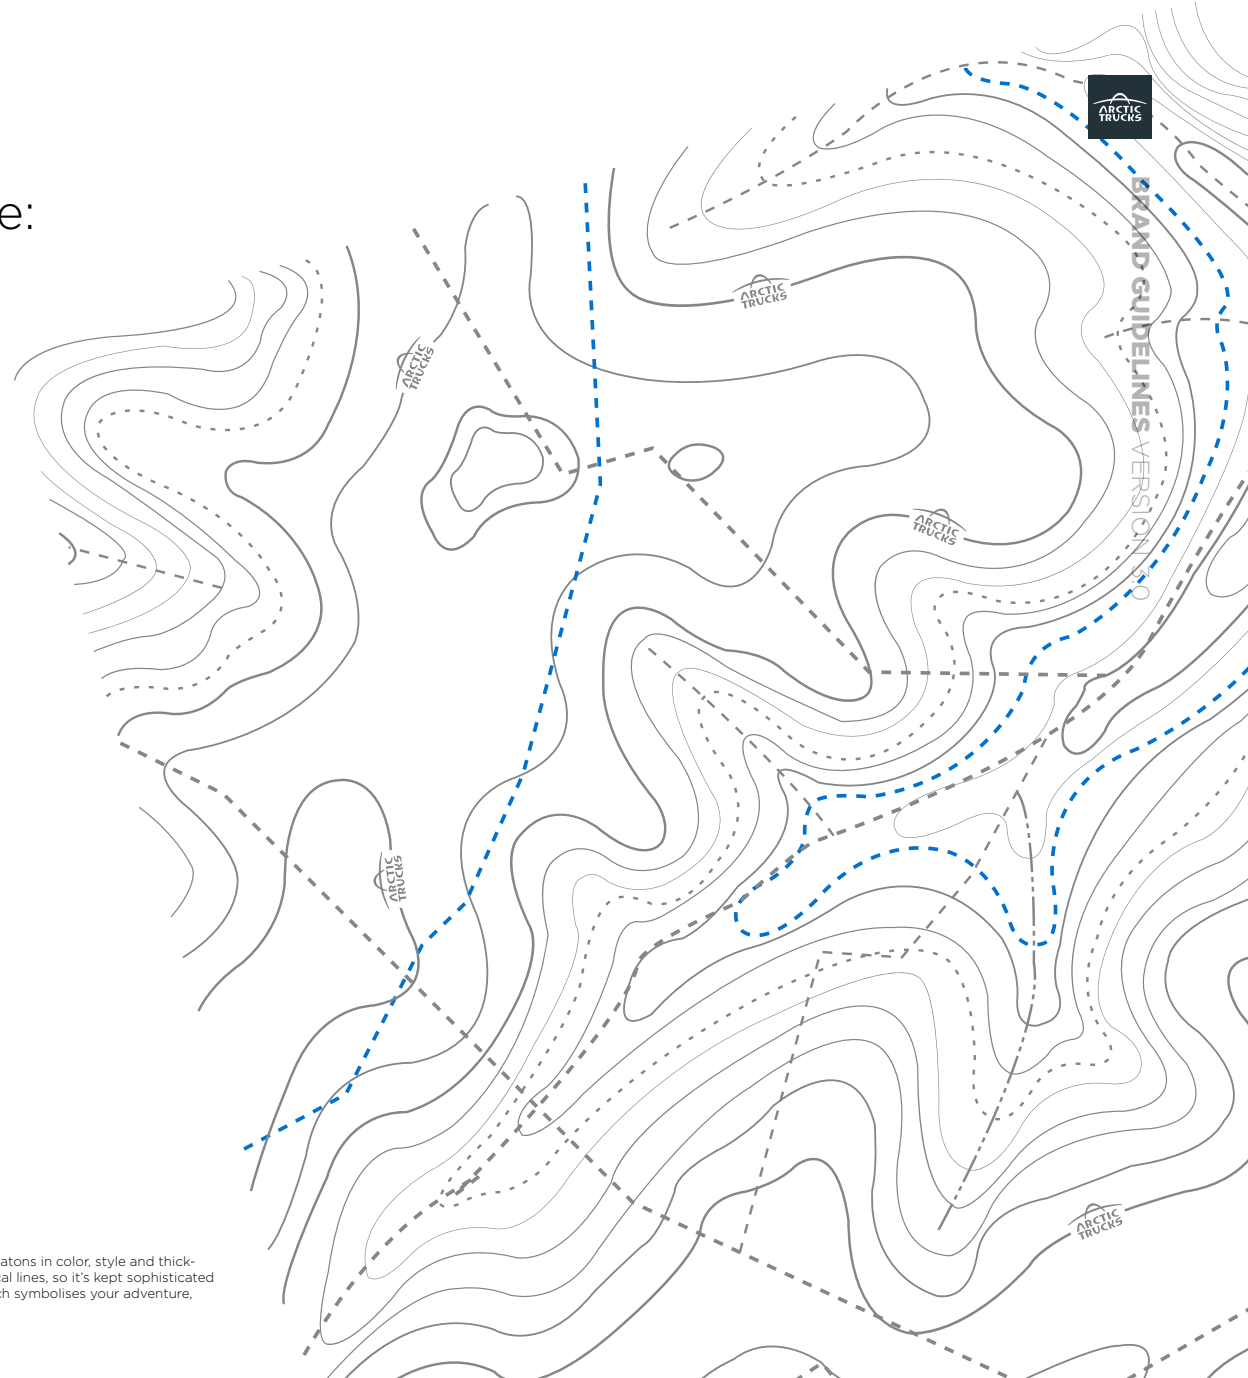 e:
ARCTIC
TRUCKS
BRAND GUIDELINES VERSION 3.0
ARCTIC
TRUCKS
ARCTIC
TRUCKS
ARCTIC
TRUCKS
ARCTIC
TRUCKS
ARCTIC
TRUCKS
atons in color, style and thick-
al lines, so it's kept sophisticated
h symbolises your adventure,